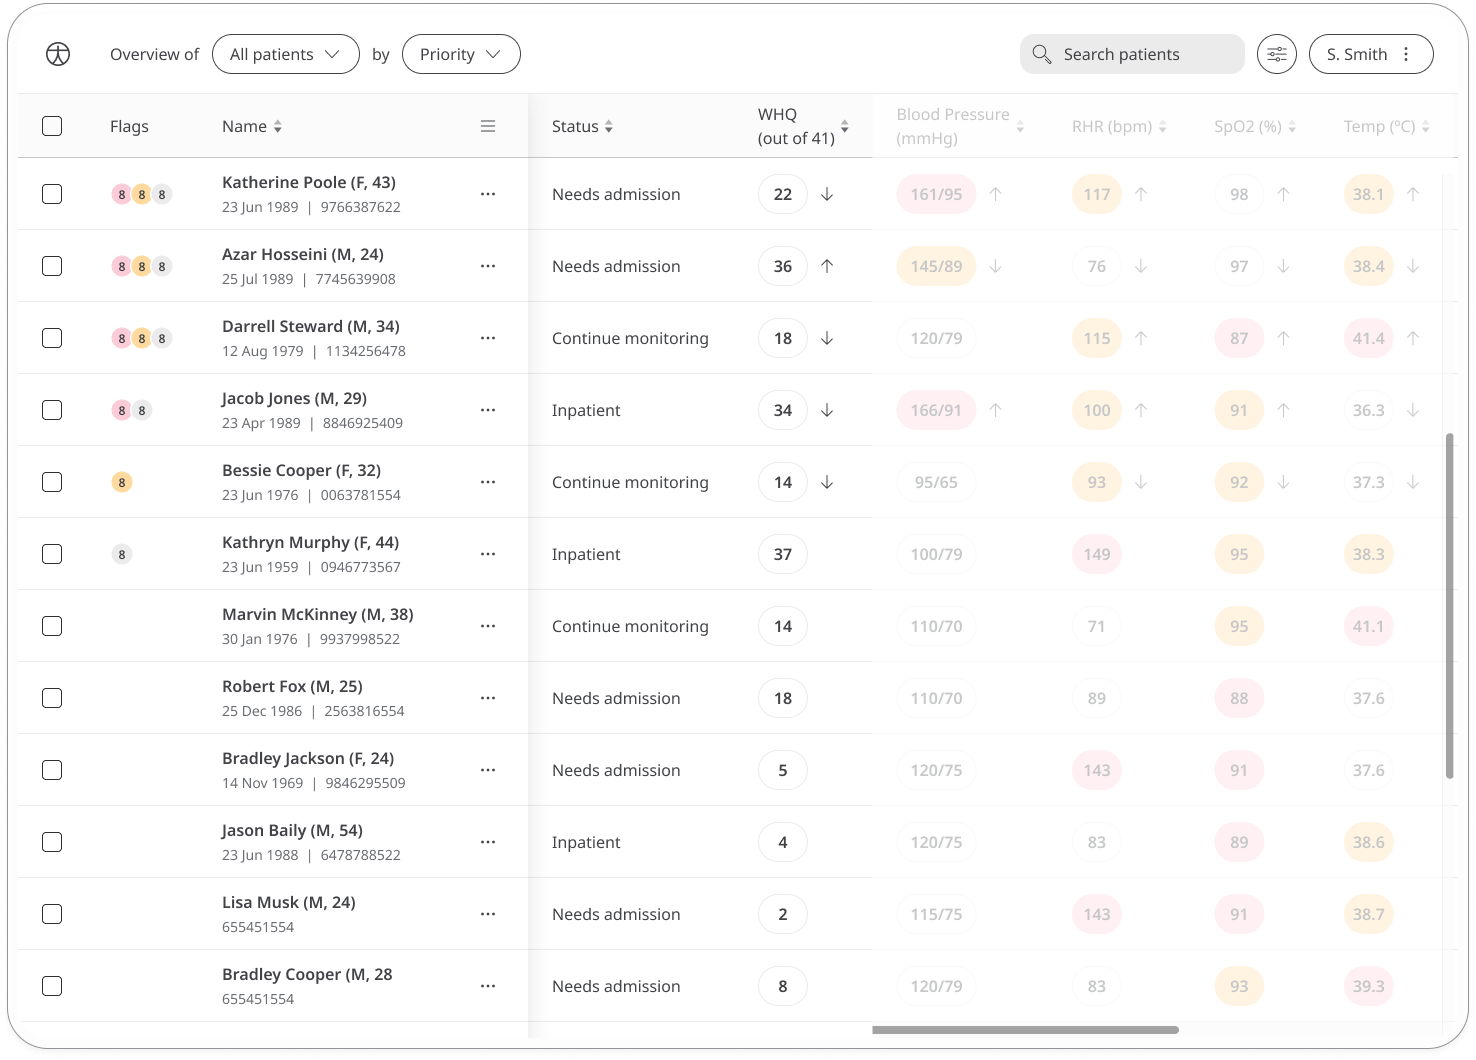 Overview of All patients by Priority Search patients S. Smith
Flags Name Status WHQ (out of 41) Blood Pressure (mmHg) RHR (bpm) SpO2 (%) Temp (°C)
8 8 8 Katherine Poole (F, 43) Needs admission 22 161/95 117 98 38.1
23 Jun 1989 | 9766387622
8 8 8 Azar Hosseini (M, 24) Needs admission 36 145/89 76 97 38.4
25 Jul 1989 | 7745639908
8 8 8 Darrell Steward (M, 34) Continue monitoring 18 120/79 115 87 41.4
12 Aug 1979 | 1134256478
8 8 Jacob Jones (M, 29) Inpatient 34 166/91 100 91 36.3
23 Apr 1989 | 8846925409
8 Bessie Cooper (F, 32) Continue monitoring 14 95/65 93 92 37.3
23 Jun 1976 | 0063781554
8 Kathryn Murphy (F, 44) Inpatient 37 100/79 149 95 38.3
23 Jun 1959 | 0946773567
Marvin McKinney (M, 38) Continue monitoring 14 110/70 71 95 41.1
30 Jan 1976 | 9937998522
Robert Fox (M, 25) Needs admission 18 110/70 89 88 37.6
25 Dec 1986 | 2563816554
Bradley Jackson (F, 24) Needs admission 5 120/75 143 91 37.6
14 Nov 1969 | 9846295509
Jason Baily (M, 54) Inpatient 4 120/75 83 89 38.6
23 Jun 1988 | 6478788522
Lisa Musk (M, 24) Needs admission 2 115/75 143 91 38.7
655451554
Bradley Cooper (M, 28 Needs admission 8 120/79 83 93 39.3
655451554